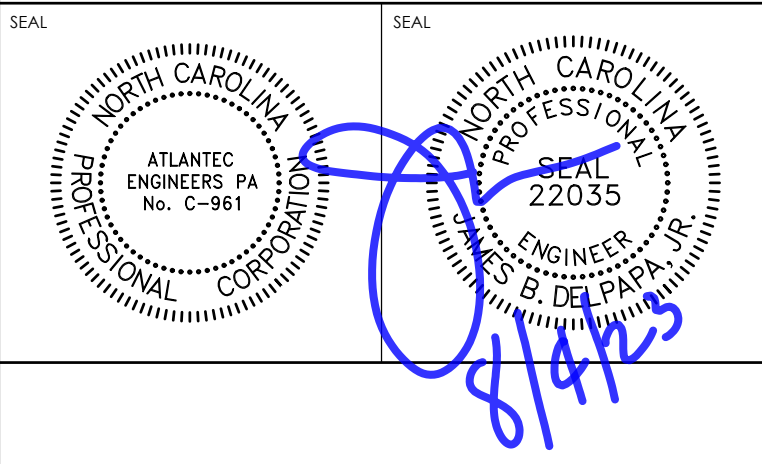 SEAL
NORTH CAROLINA
PROFESSIONAL CORPORATION
ATLANTEC
ENGINEERS PA
No. C-961
SEAL
NORTH CAROLINA
PROFESSIONAL
SEAL
22035
ENGINEER
JAMES B. DELPAPA, JR.
8/4/23